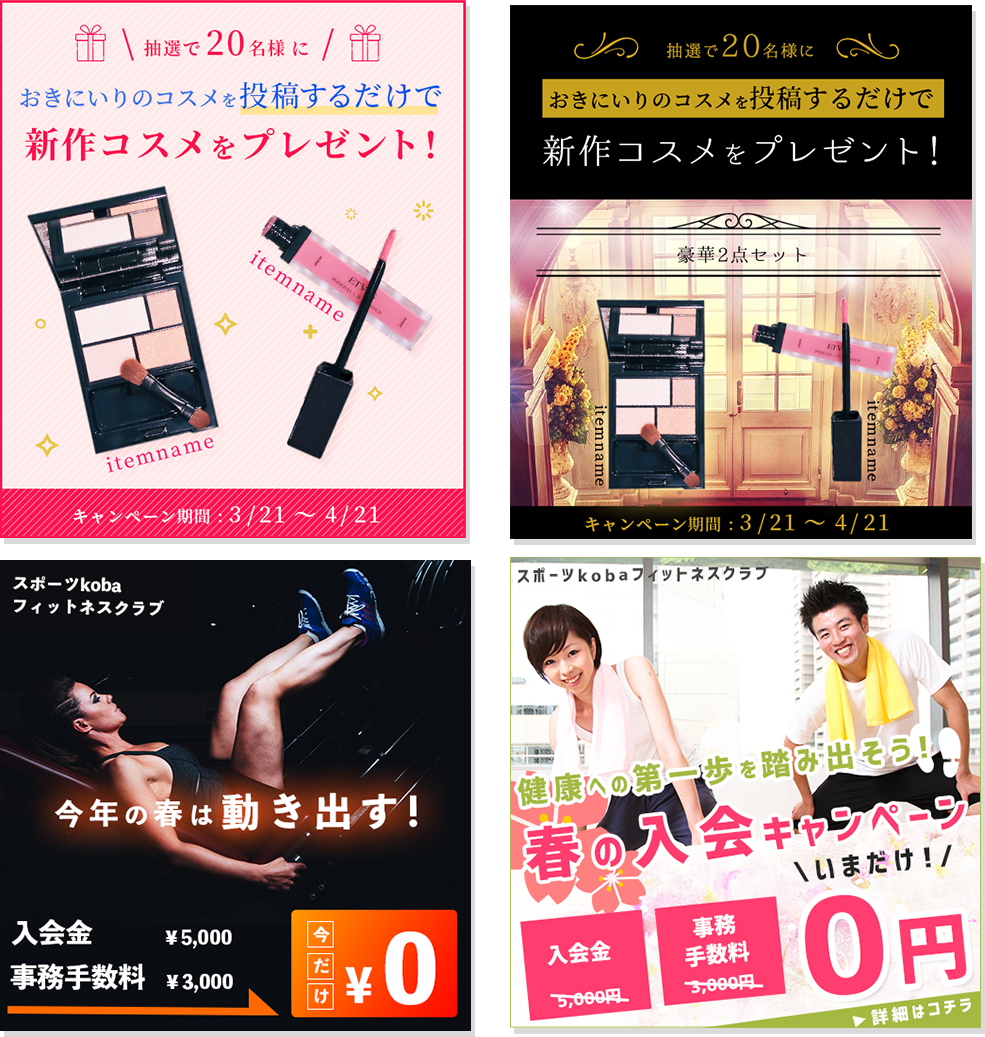 抽選で20名様に
おきにいりのコスメを投稿するだけで
新作コスメをプレゼント!
itemname
itemname
キャンペーン期間:3/21 〜 4/21
抽選で20名様に
おきにいりのコスメを投稿するだけで
新作コスメをプレゼント!
豪華2点セット
itemname
itemname
キャンペーン期間:3/21 〜 4/21
スポーツkoba
フィットネスクラブ
今年の春は動き出す!
入会金 ¥5,000
事務手数料 ¥3,000
今だけ
¥0
スポーツkobaフィットネスクラブ
健康への第一歩を踏み出そう!
春の入会キャンペーン
\いまだけ!/
入会金
5,000円
事務
手数料
3,000円
0円
▶詳細はコチラ